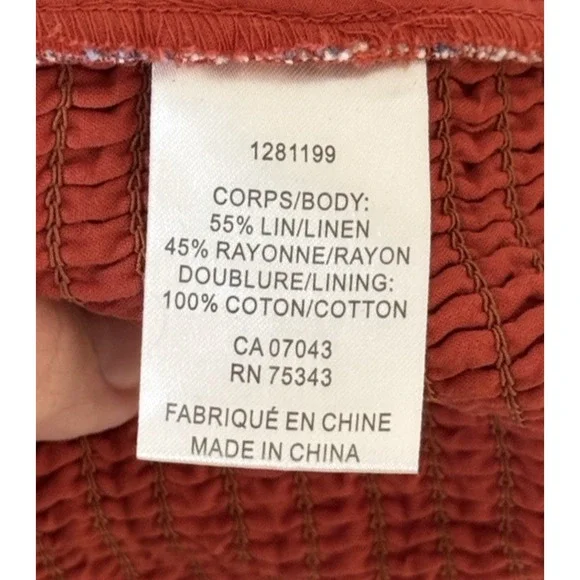 1281199
CORPS/BODY:
55% LIN/LINEN
45% RAYONNE/RAYON
DOUBLURE/LINING:
100% COTON/COTTON
CA 07043
RN 75343
FABRIQUÉ EN CHINE
MADE IN CHINA